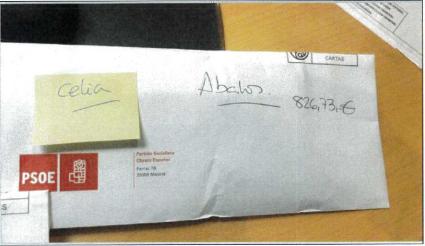 CARTAS
Celia
Abalos.
826,73,-€
PSOE
Partido Socialista
Obrero Español
Ferraz 70
28008 Madrid
S